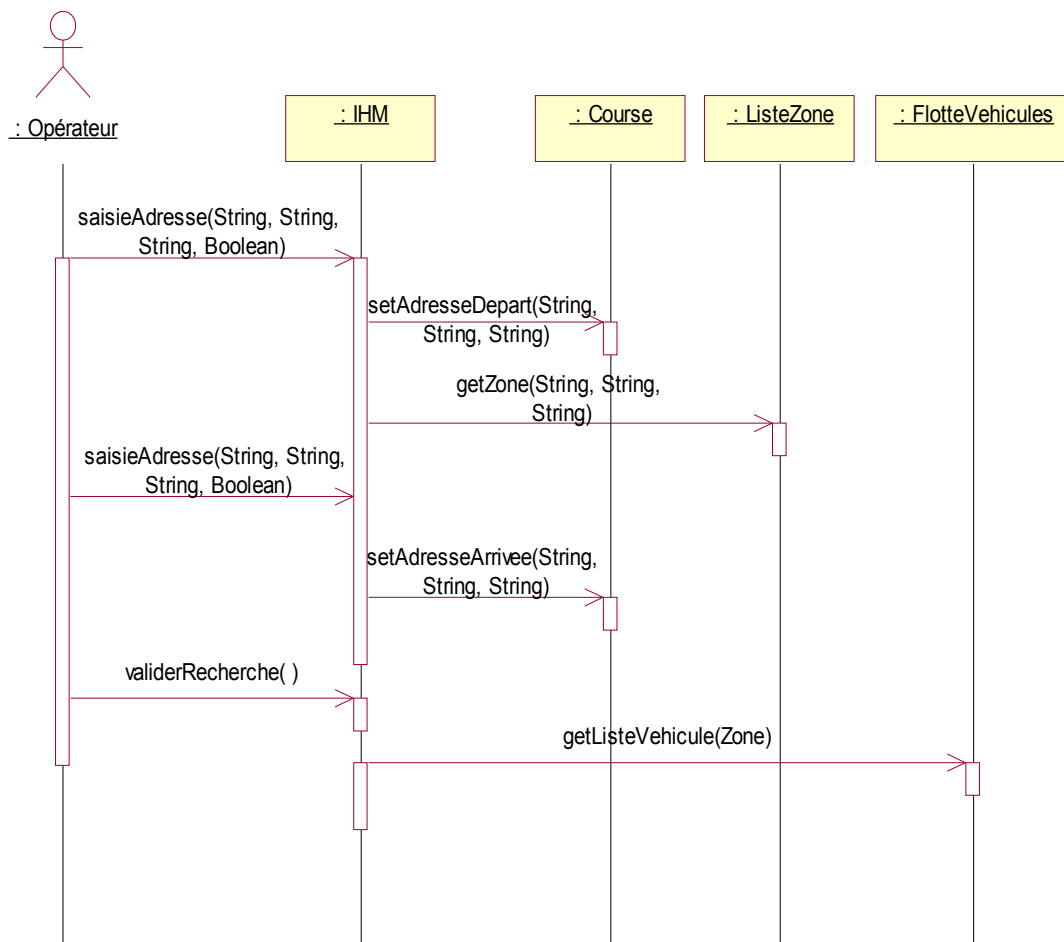 : Opérateur
: IHM
: Course
: ListeZone
: FlotteVehicules
saisieAdresse(String, String,
String, Boolean)
setAdresseDepart(String,
String, String)
getZone(String, String,
String)
saisieAdresse(String, String,
String, Boolean)
setAdresseArrivee(String,
String, String)
validerRecherche( )
getListeVehicule(Zone)